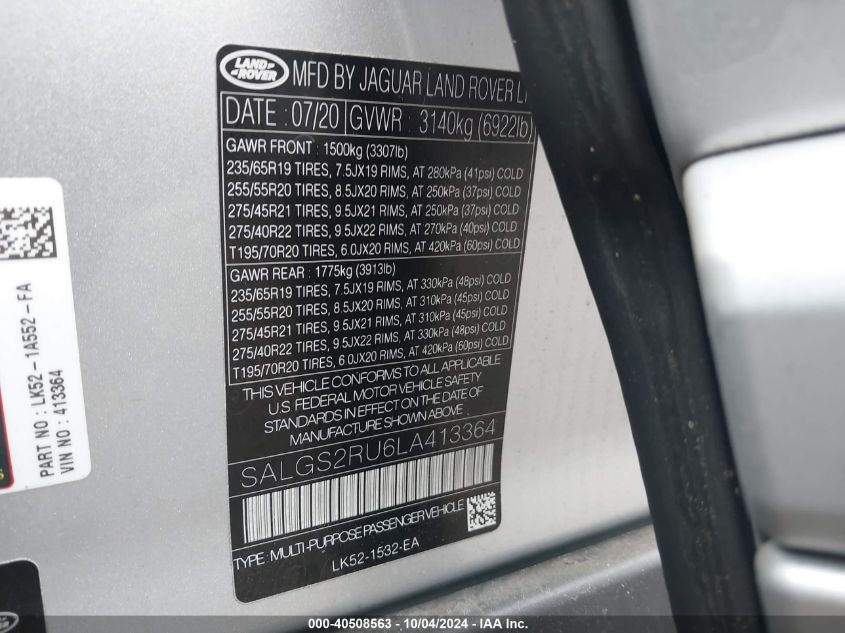 LAND
ROVER
MFD BY JAGUAR LAND ROVER
DATE : 07/20 GVWR : 3140kg (6922lb)
GAWR FRONT : 1500kg (3307lb)
235/65R19 TIRES, 7.5JX19 RIMS, AT 280kPa (41psi) COLD
255/55R20 TIRES, 8.5JX20 RIMS, AT 250kPa (37psi) COLD
275/45R21 TIRES, 9.5JX21 RIMS, AT 250kPa (37psi) COLD
275/40R22 TIRES, 9.5JX22 RIMS, AT 270kPa (40psi) COLD
T195/70R20 TIRES, 6.0JX20 RIMS, AT 420kPa (60psi) COLD
GAWR REAR : 1775kg (3913lb)
235/65R19 TIRES, 7.5JX19 RIMS, AT 330kPa (48psi) COLD
255/55R20 TIRES, 8.5JX20 RIMS, AT 310kPa (45psi) COLD
275/45R21 TIRES, 9.5JX21 RIMS, AT 310kPa (45psi) COLD
275/40R22 TIRES, 9.5JX22 RIMS, AT 330kPa (48psi) COLD
T195/70R20 TIRES, 6.0JX20 RIMS, AT 420kPa (60psi) COLD
THIS VEHICLE CONFORMS TO ALL APPLICABLE
U.S. FEDERAL MOTOR VEHICLE SAFETY
STANDARDS IN EFFECT ON THE DATE OF
MANUFACTURE SHOWN ABOVE
SALGS2RU6LA413364
TYPE : MULTI-PURPOSE PASSENGER VEHICLE
LK52-1532-EA
PART NO : LK52-1A552-FA
VIN NO : 413364
000-40508563 - 10/04/2024 - IAA Inc.